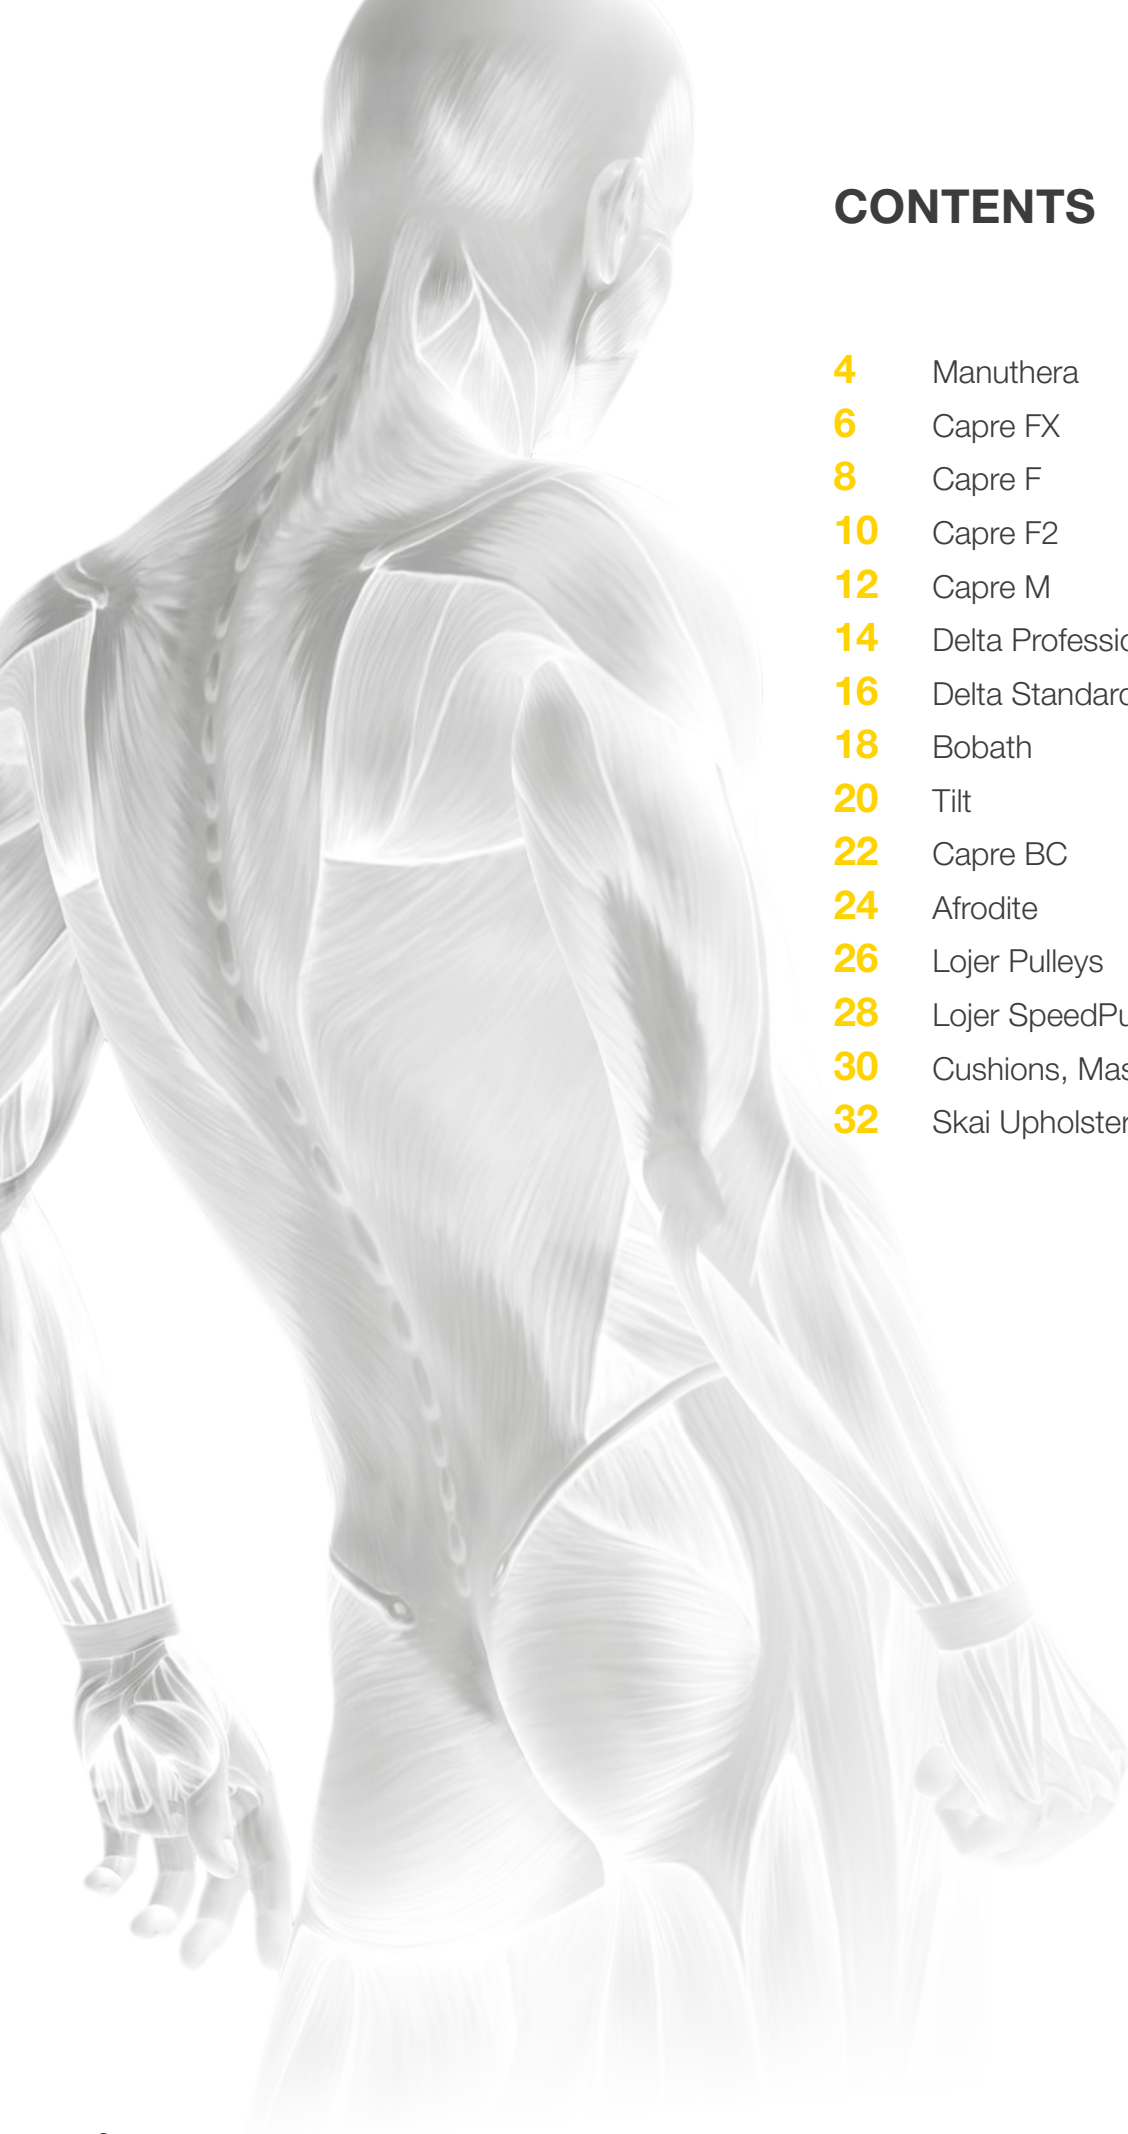 CONTENTS
4 Manuthera
6 Capre FX
8 Capre F
10 Capre F2
12 Capre M
14 Delta
16 Delta
18 Bobath
20 Tilt
22 Capre BC
24 Afrodite
26 Lojer Pulleys
28 Lojer
30 Cushions,
32 Skai